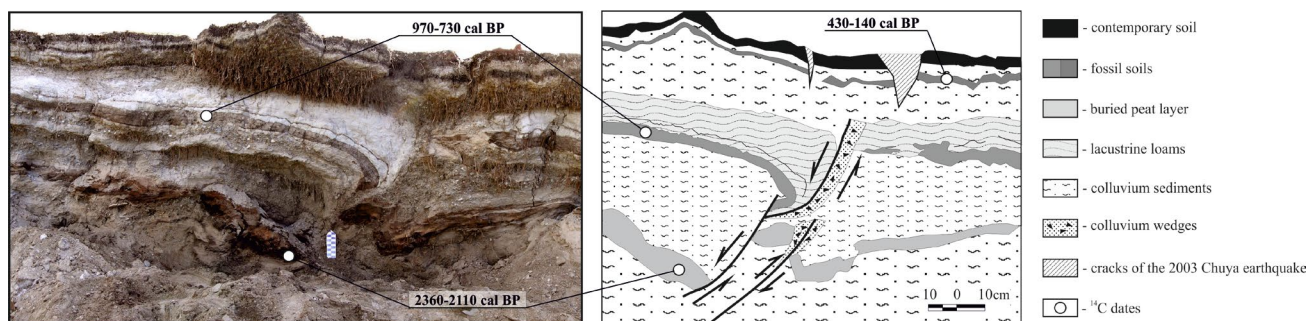 970-730 cal BP
2360-2110 cal BP
430-140 cal BP
10 0 10cm
- contemporary soil
- fossil soils
- buried peat layer
- lacustrine loams
- colluvium sediments
- colluvium wedges
- cracks of the 2003 Chuya earthquake
- ¹⁴C dates